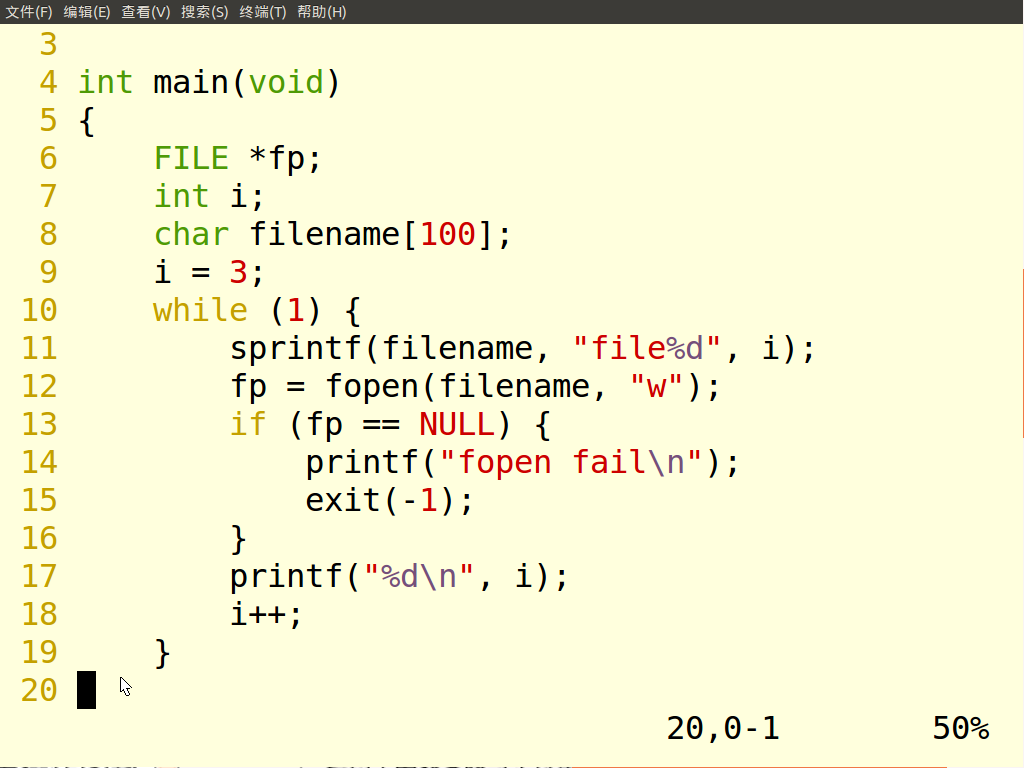 文件(F) 编辑(E) 查看(V) 搜索(S) 终端(T) 帮助(H)
3
4 int main(void)
5 {
6     FILE *fp;
7     int i;
8     char filename[100];
9     i = 3;
10     while (1) {
11         sprintf(filename, "file%d", i);
12         fp = fopen(filename, "w");
13         if (fp == NULL) {
14             printf("fopen fail\n");
15             exit(-1);
16         }
17         printf("%d\n", i);
18         i++;
19     }
20
20,0-1 50%